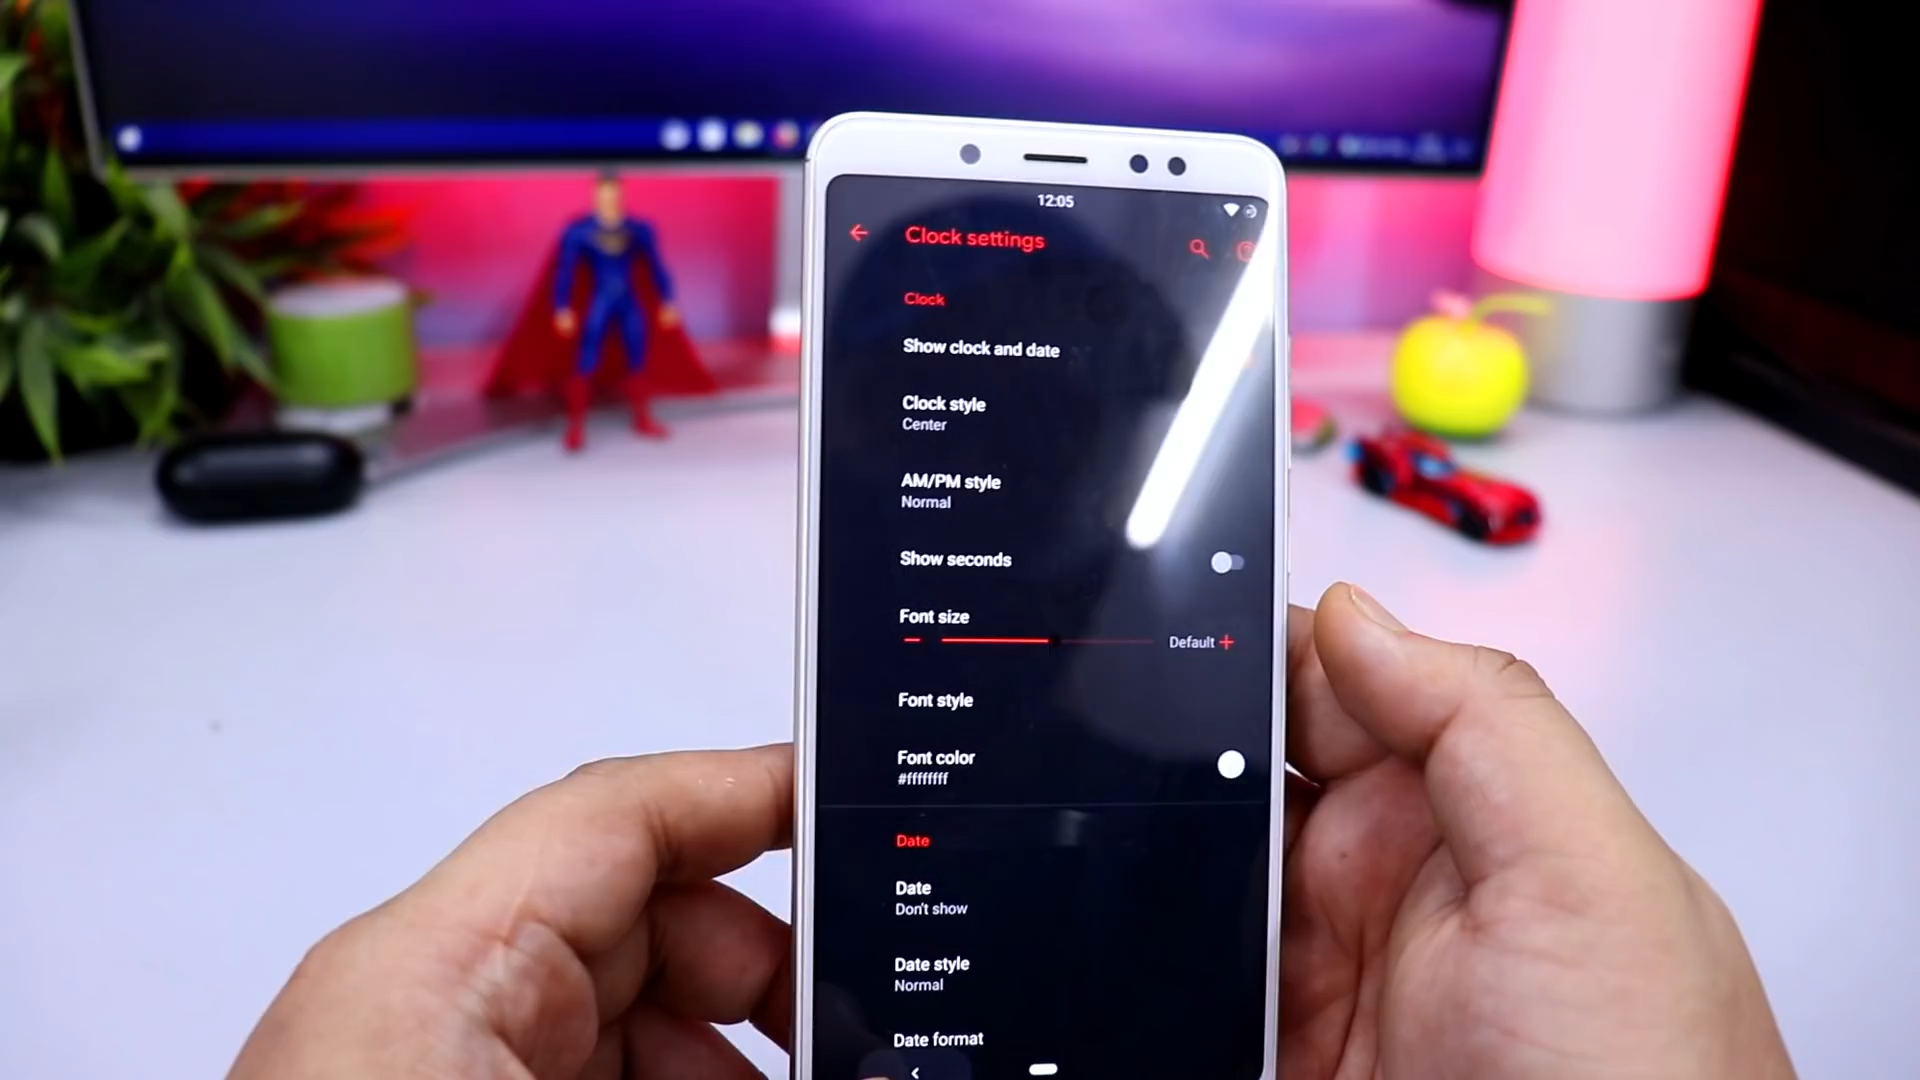 12:05
Clock settings
Clock
Show clock and date
Clock style
Center
AM/PM style
Normal
Show seconds
Font size
Default
Font style
Font color
#ffffffff
Date
Date
Don't show
Date style
Normal
Date format